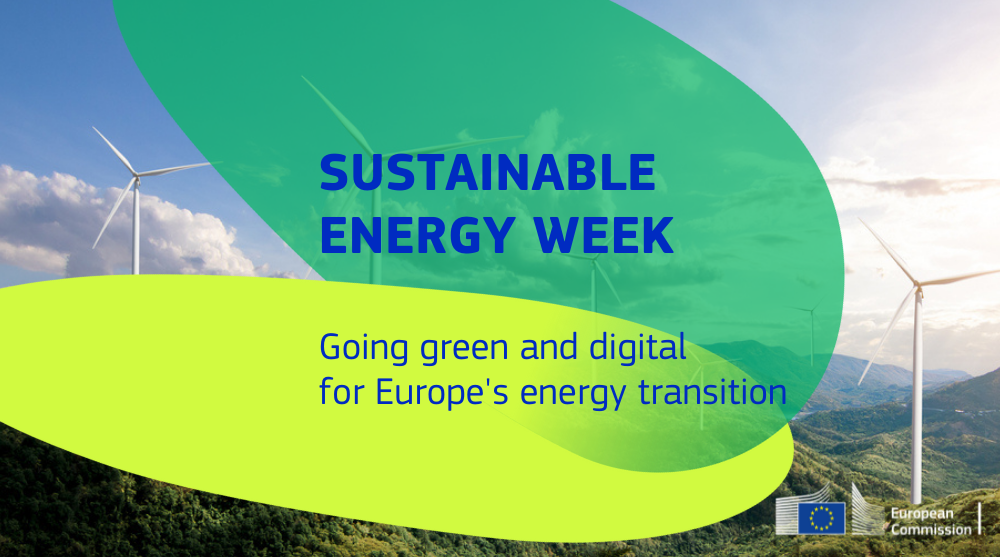 SUSTAINABLE
ENERGY WEEK
Going green and digital
for Europe's energy transition
European
Commission